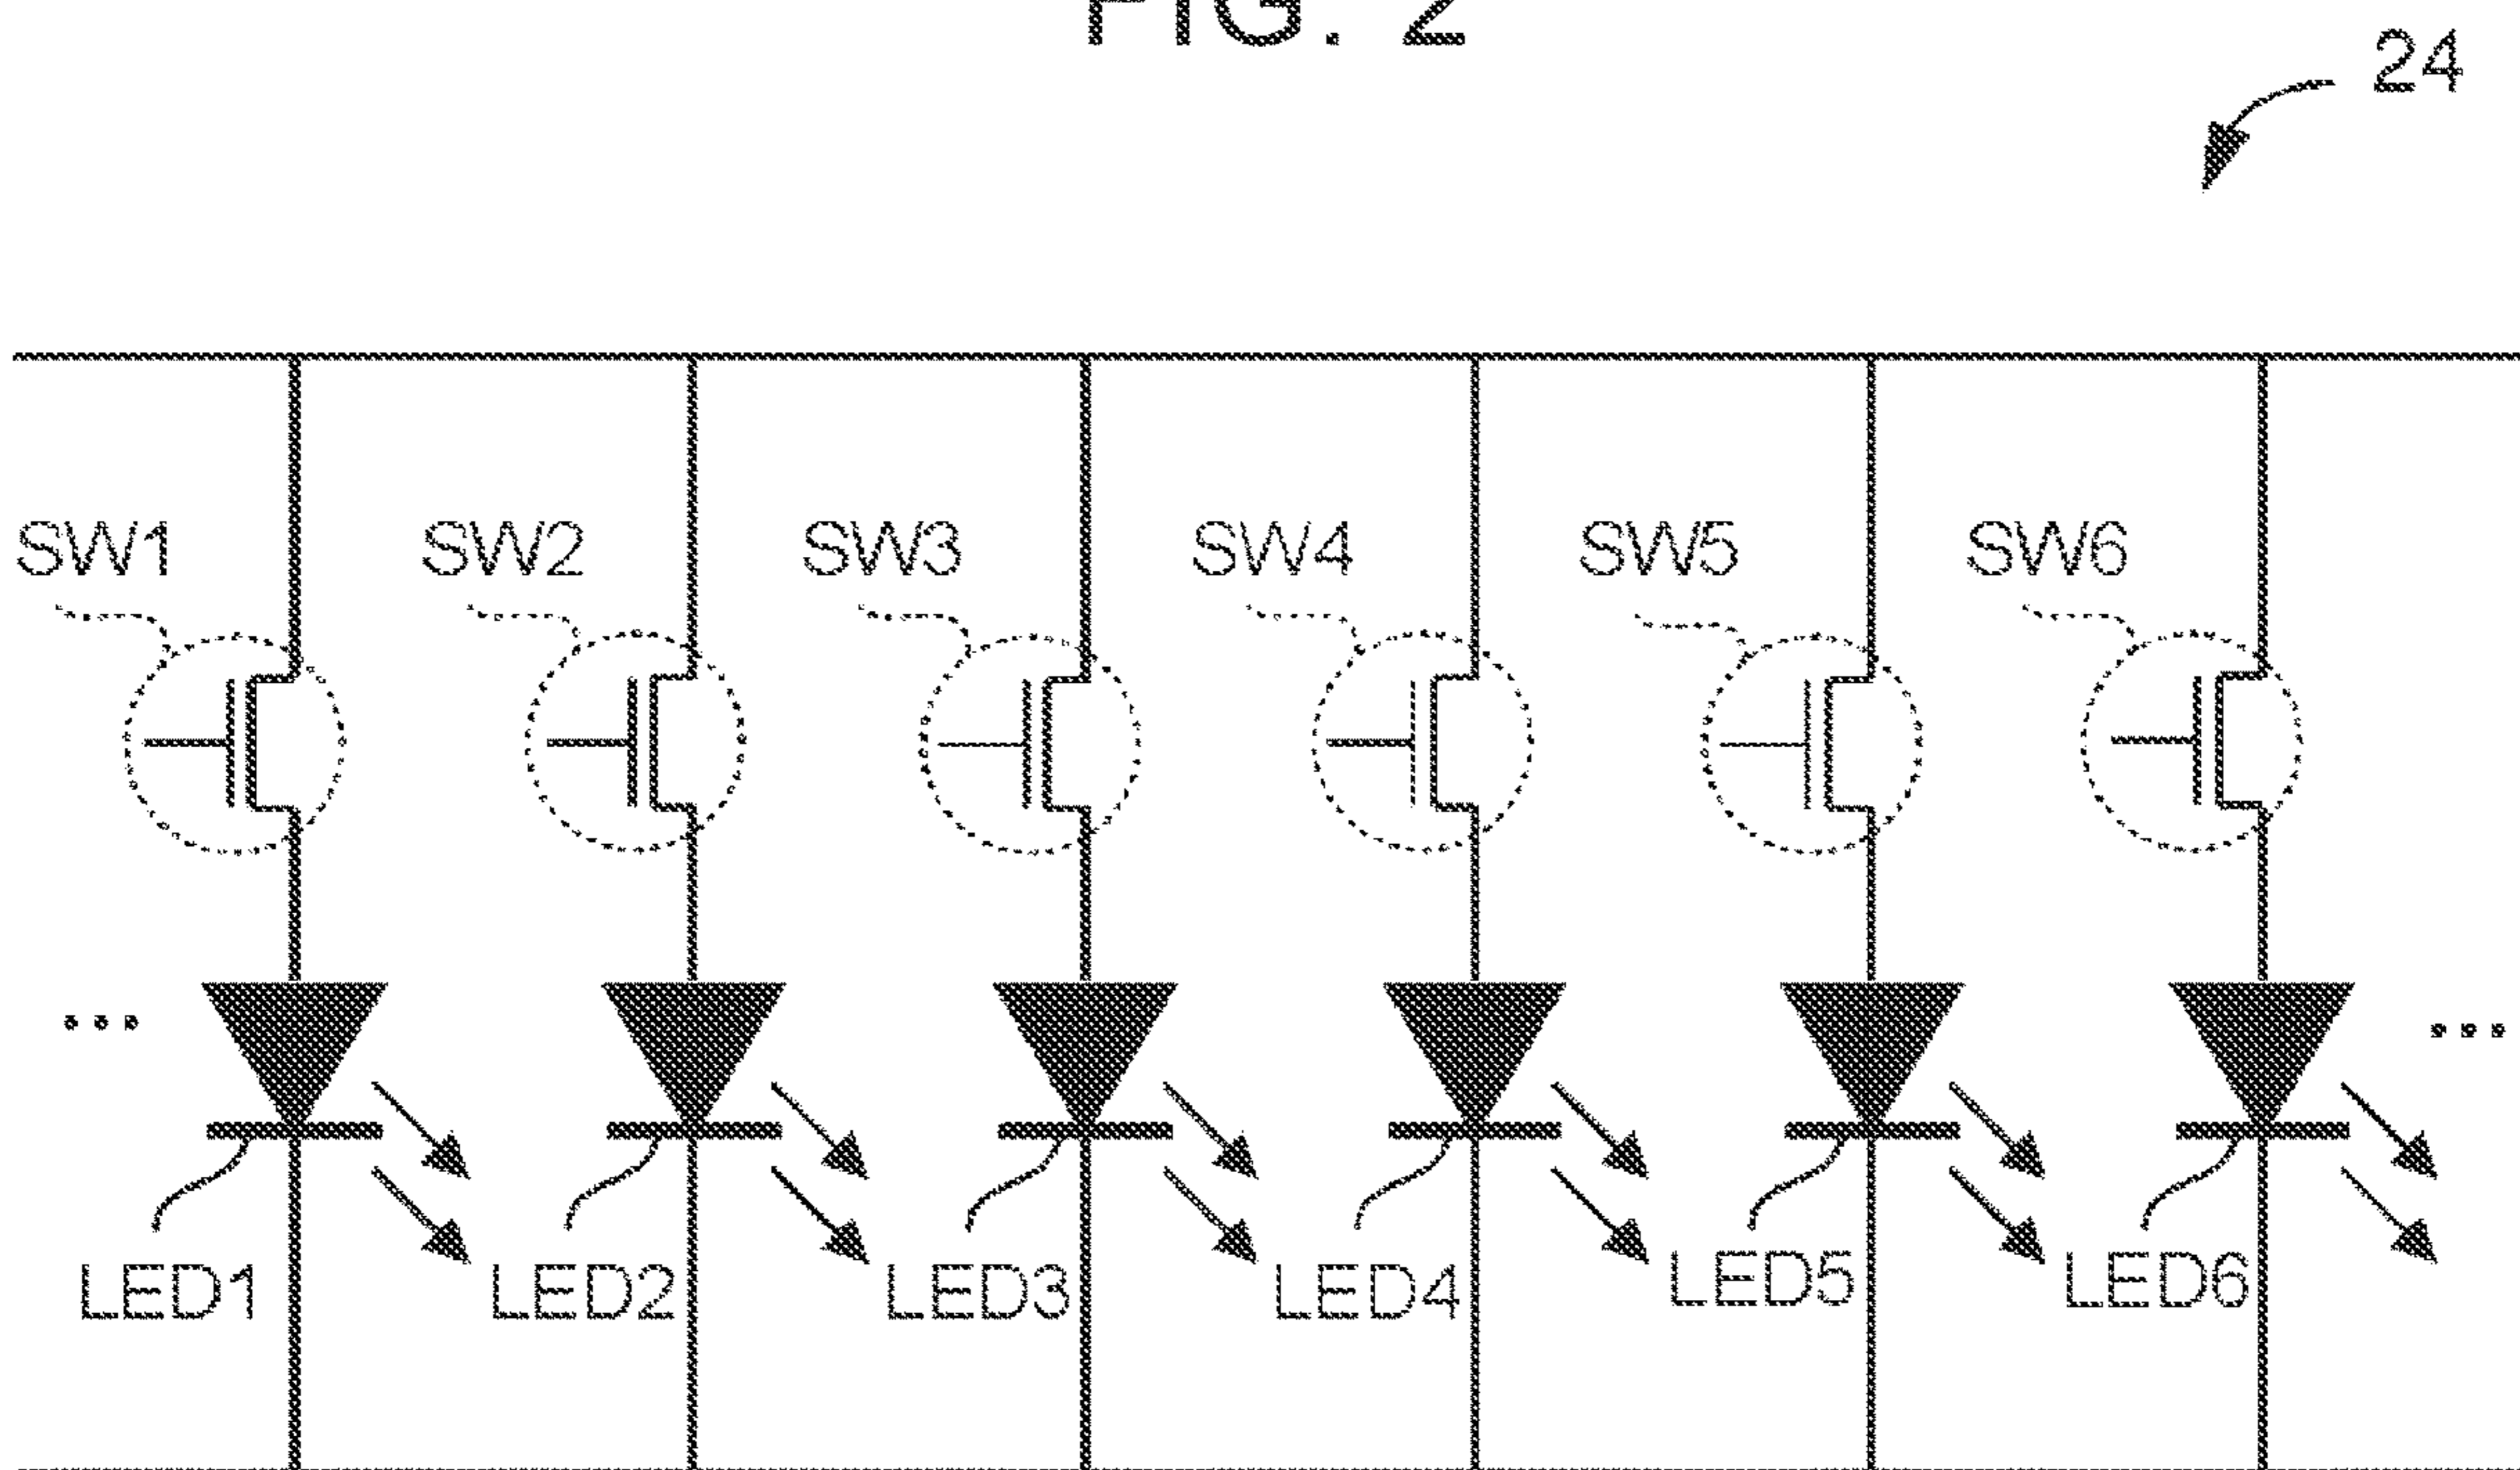 FIG. 2
24
SW1 SW2 SW3 SW4 SW5 SW6
... ...
LED1 LED2 LED3 LED4 LED5 LED6